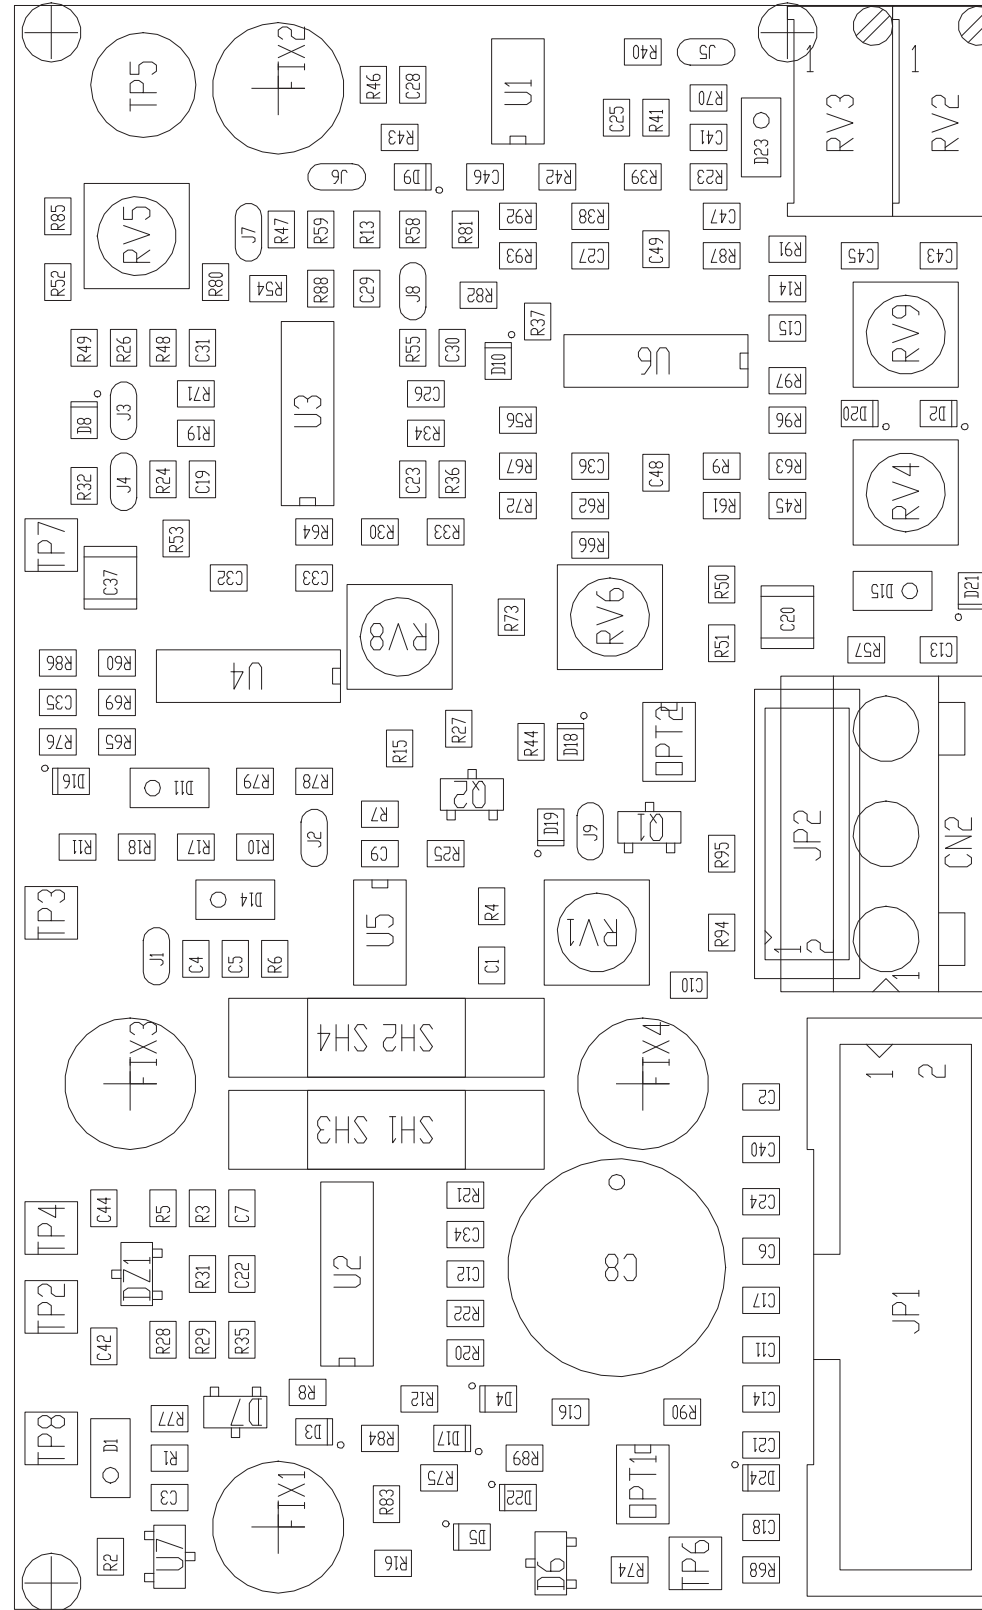 TP5
FIX2
R46
C28
R43
U1
R40
J5
C25
R41
R70
C41
D23
1
RV3
1
RV2
J6
D9
C46
R42
R39
R23
R85
RV5
J7
R47
R59
R13
R58
R81
R92
R38
C47
R93
C27
C49
R87
R91
C45
C43
R52
R80
R54
R88
C29
J8
R82
R14
R37
C15
RV9
R49
R26
R48
C31
R55
C30
D10
U6
R97
D8
J3
R71
U3
C26
R19
R34
R56
R96
D20
D2
R32
J4
R24
C19
C23
R36
R67
C36
C48
R9
R63
RV4
R72
R62
R61
R45
TP7
R53
R64
R30
R33
R66
C37
C32
C33
RV8
R73
RV6
R50
C20
D15
D21
R51
R57
C13
R86
R60
U4
C35
R69
R76
R65
R15
R27
R44
D18
OPT2
D16
D11
R79
R78
Q2
R7
J2
R11
R18
R17
R10
C9
R25
D19
J9
Q1
R95
JP2
CN2
TP3
D14
U5
R4
RV1
R94
1
2
1
J1
C4
C5
R6
C1
C10
FIX3
SH2 SH4
FIX4
1
2
SH1 SH3
C2
C40
TP4
C44
R5
R3
C7
U2
R21
C34
C8
C24
C6
DZ1
R31
C22
C12
TP2
R22
C17
JP1
C42
R28
R29
R35
R20
C11
R8
R12
D4
C16
R90
C14
TP8
D1
R77
D7
D3
R84
D17
R1
R89
OPT1
C21
D24
C3
FIX1
R75
R83
D22
C18
R2
U7
D5
R16
D6
R74
TP6
R68